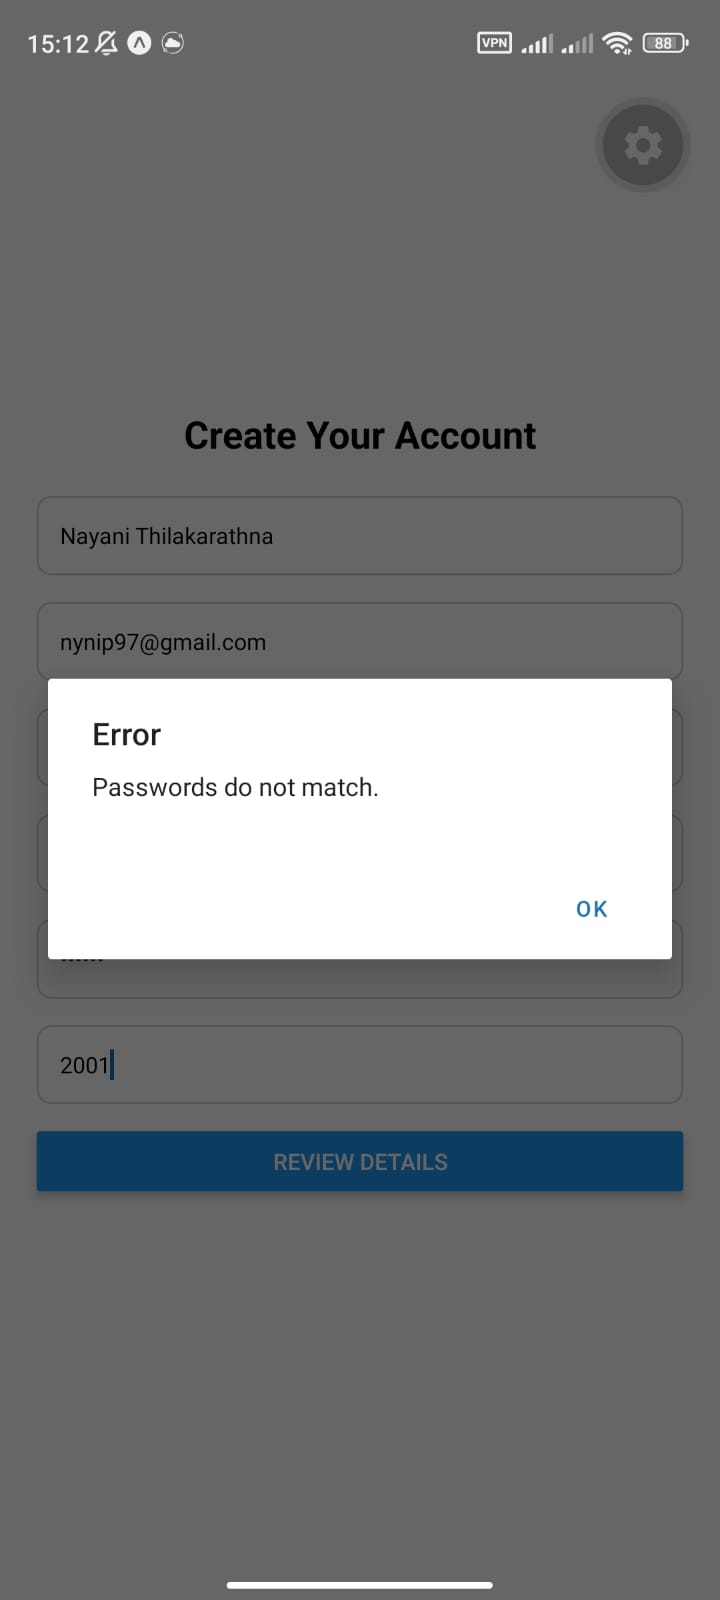 15:12
VPN
88
Create Your Account
Nayani Thilakarathna
nynip97@gmail.com
Error
Passwords do not match.
OK
2001
REVIEW DETAILS